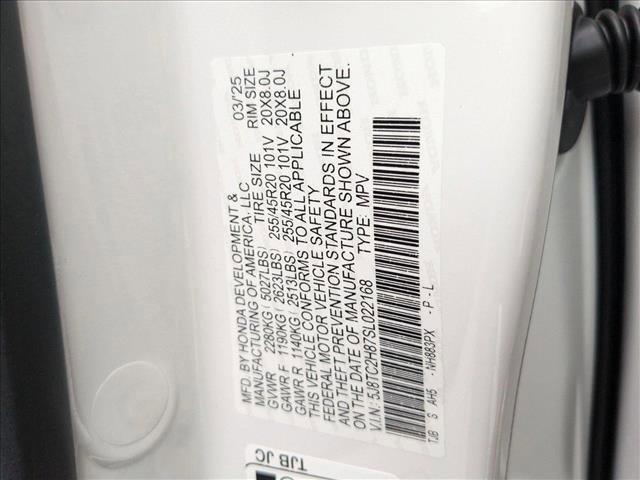 MFD. BY HONDA DEVELOPMENT & 03/'25
MANUFACTURING OF AMERICA, LLC TIRE SIZE RIM SIZE
GVWR 2280KG ( 5027LBS) 255/45R20 101V 20X8.0J
GAWR F 1190KG ( 2623LBS) 255/45R20 101V 20X8.0J
GAWR R 1140KG ( 2513LBS)
THIS VEHICLE CONFORMS TO ALL APPLICABLE
FEDERAL MOTOR VEHICLE SAFETY
AND THEFT PREVENTION STANDARDS IN EFFECT
ON THE DATE OF MANUFACTURE SHOWN ABOVE.
V.I.N.: 5J8TC2H87SL022168 TYPE: MPV
TJB S AH5 -NH883PX -P-L
TJB JC